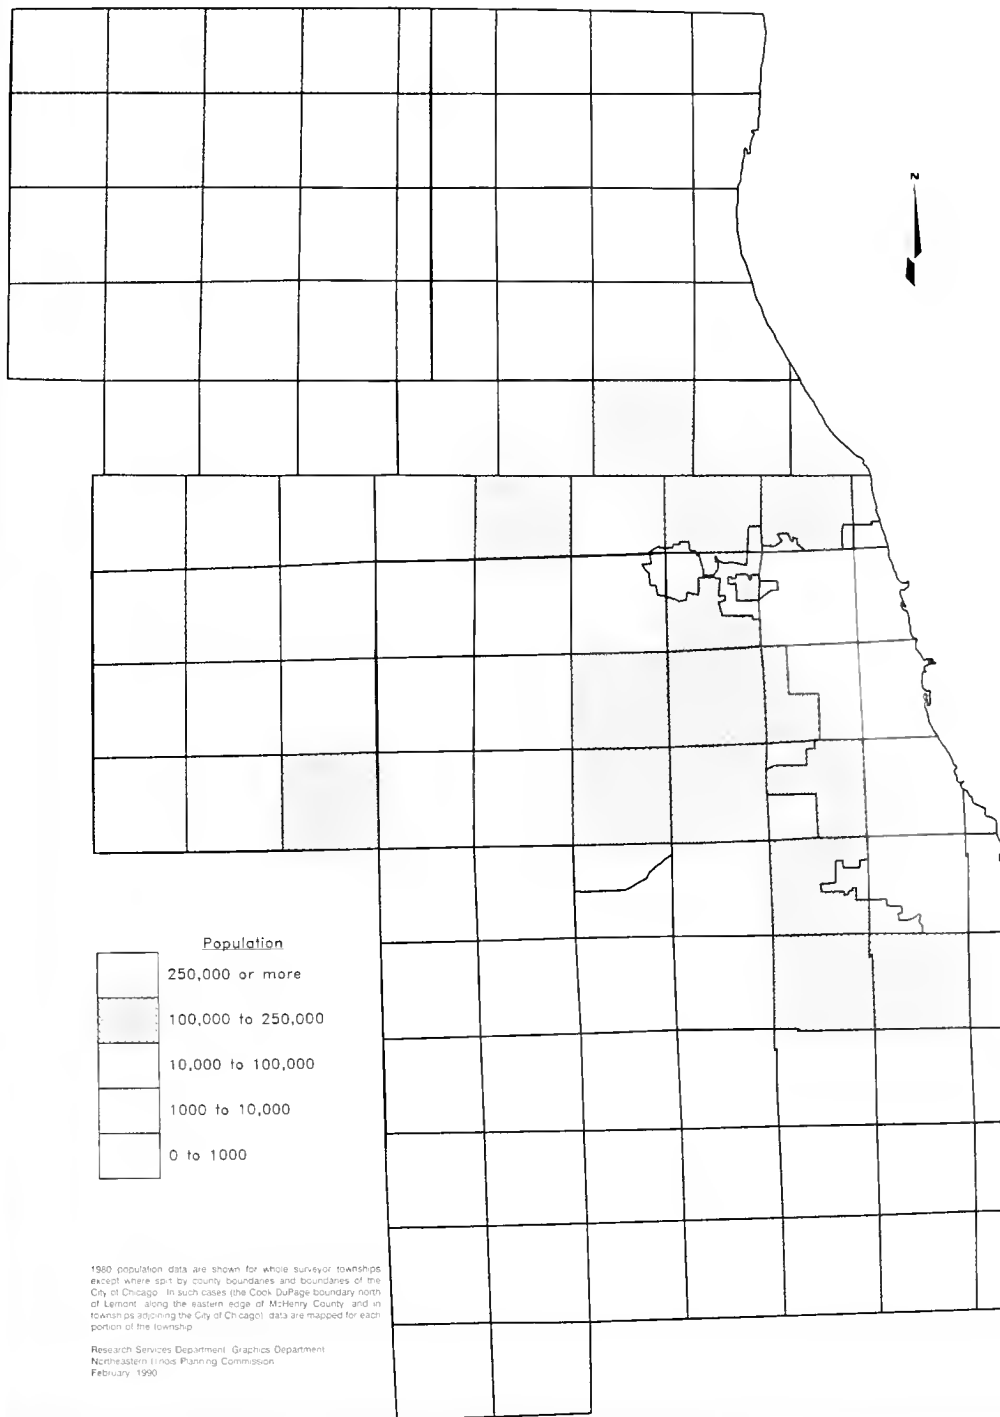 N
Population
250,000 or more
100,000 to 250,000
10,000 to 100,000
1000 to 10,000
0 to 1000
1980 population data are shown for whole surveyor townships
except where split by county boundaries and boundaries of the
City of Chicago. In such cases (the Cook DuPage boundary north
of Lemont, along the eastern edge of McHenry County, and in
townships adjoining the City of Chicago), data are mapped for each
portion of the township
Research Services Department, Graphics Department
Northeastern Illinois Planning Commission
February, 1990